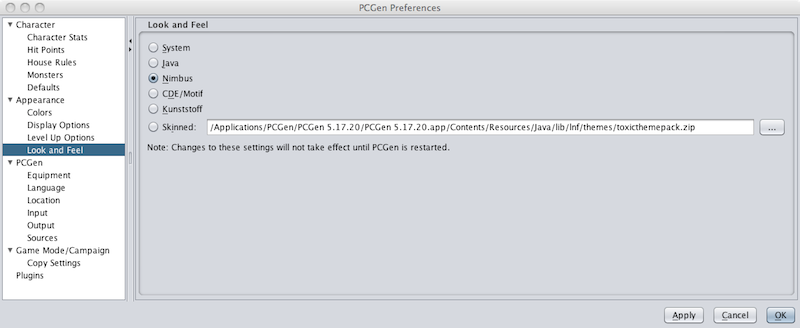 PCGen Preferences
Character
Character Stats
Hit Points
House Rules
Monsters
Defaults
Appearance
Colors
Display Options
Level Up Options
Look and Feel
PCGen
Equipment
Language
Location
Input
Output
Sources
Game Mode/Campaign
Copy Settings
Plugins
Look and Feel
System
Java
Nimbus
CDE/Motif
Kunststoff
Skinned: /Applications/PCGen/PCGen 5.17.20/PCGen 5.17.20.app/Contents/Resources/Java/lib/lnf/themes/toxicthemepack.zip ...
Note: Changes to these settings will not take effect until PCGen is restarted.
Apply Cancel OK